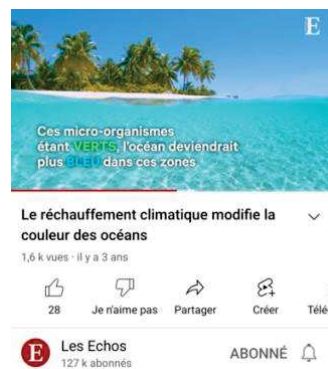 E
Ces micro-organismes
étant VERTS, l'océan deviendrait
plus BLEU dans ces zones
Le réchauffement climatique modifie la
couleur des océans
1,6 k vues · il y a 3 ans
28 Je n'aime pas Partager Créer Télé
E Les Echos
127 k abonnés
ABONNÉ